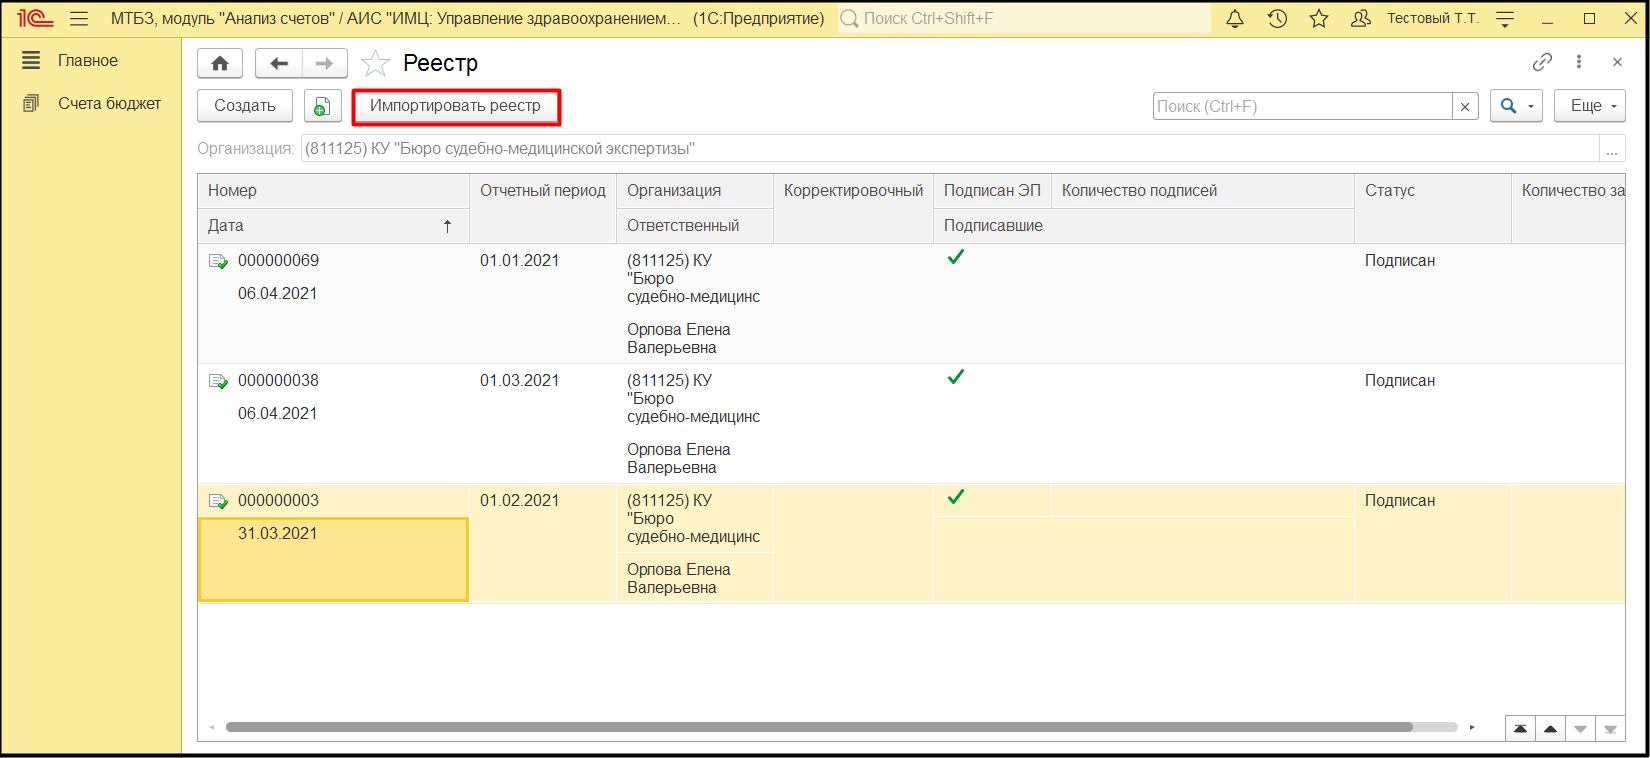 1С МТБЗ, модуль "Анализ счетов" / АИС "ИМЦ: Управление здравоохранением... (1С:Предприятие) Поиск Ctrl+Shift+F Тестовый Т.Т.
Главное
Счета бюджет
Реестр
Создать Импортировать реестр Поиск (Ctrl+F) × Еще
Организация: (811125) КУ "Бюро судебно-медицинской экспертизы" ...
Номер Отчетный период Организация Корректировочный Подписан ЭП Количество подписей Статус Количество за
Дата ↑ Ответственный Подписавшие
000000069 01.01.2021 (811125) КУ Подписан
"Бюро
06.04.2021 судебно-медицинс
Орлова Елена
Валерьевна
000000038 01.03.2021 (811125) КУ Подписан
"Бюро
06.04.2021 судебно-медицинс
Орлова Елена
Валерьевна
000000003 01.02.2021 (811125) КУ Подписан
"Бюро
31.03.2021 судебно-медицинс
Орлова Елена
Валерьевна